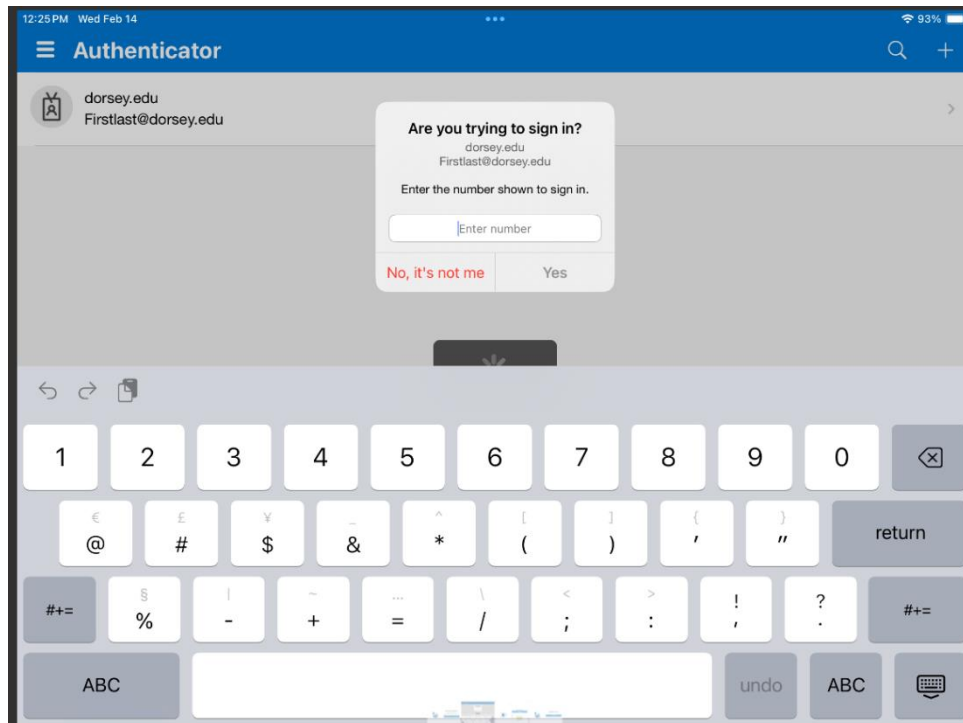 12:25 PM Wed Feb 14
93%
Authenticator
dorsey.edu
Firstlast@dorsey.edu
Are you trying to sign in?
dorsey.edu
Firstlast@dorsey.edu
Enter the number shown to sign in.
Enter number
No, it's not me
Yes
1 2 3 4 5 6 7 8 9 0
€ £ ¥ _ ^ [ ] { }
@ # $ & * ( ) ' "
return
§ | ~ … \ < > ! ?
#+= % - + = / ; : , . #+=
ABC undo ABC